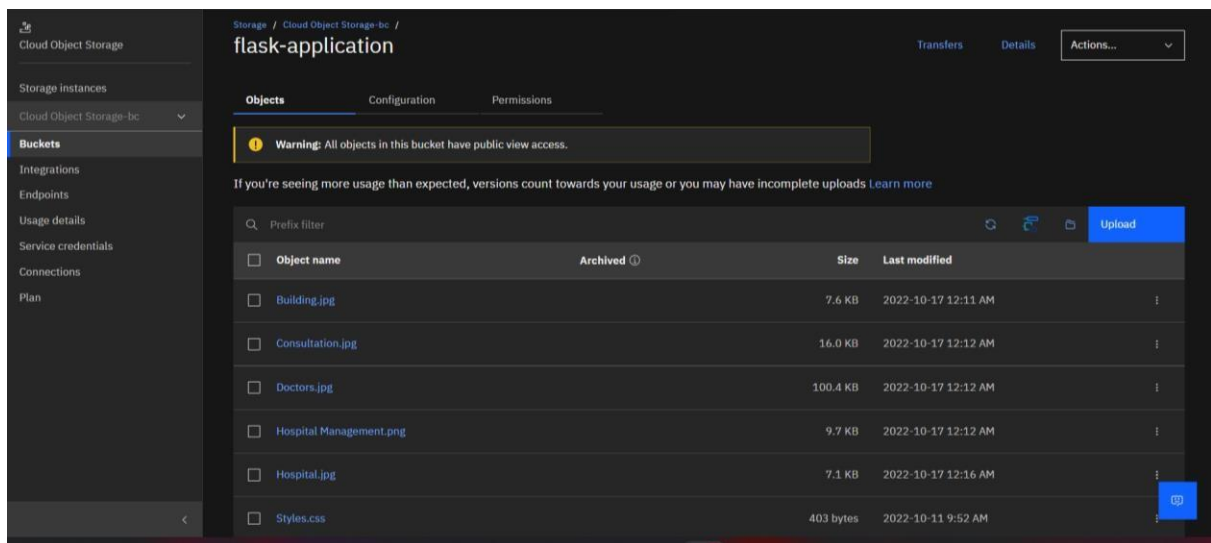 Cloud Object Storage
Storage instances
Cloud Object Storage-bc
Buckets
Integrations
Endpoints
Usage details
Service credentials
Connections
Plan
Storage / Cloud Object Storage-bc /
flask-application
Transfers Details Actions...
Objects Configuration Permissions
Warning: All objects in this bucket have public view access.
If you're seeing more usage than expected, versions count towards your usage or you may have incomplete uploads Learn more
Prefix filter Upload
Object name Archived Size Last modified
Building.jpg 7.6 KB 2022-10-17 12:11 AM
Consultation.jpg 16.0 KB 2022-10-17 12:12 AM
Doctors.jpg 100.4 KB 2022-10-17 12:12 AM
Hospital Management.png 9.7 KB 2022-10-17 12:12 AM
Hospital.jpg 7.1 KB 2022-10-17 12:16 AM
Styles.css 403 bytes 2022-10-11 9:52 AM